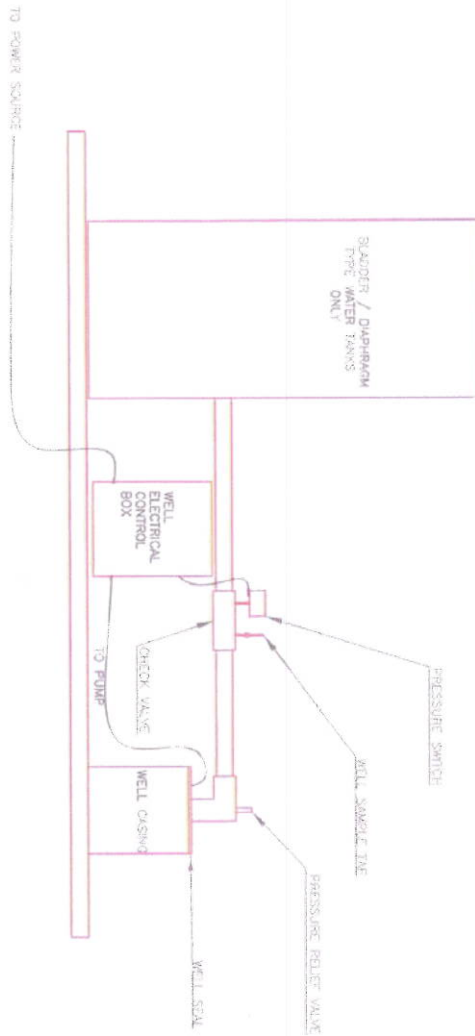 TO POWER SOURCE
BLADDER / DIAPHRAGM
TYPE WATER TANKS
ONLY
WELL
ELECTRICAL
CONTROL
BOX
PRESSURE SWITCH
CHECK VALVE
TO PUMP
WELL SAMPLE TAP
WELL CASING
PRESSURE RELIEF VALVE
WELL SEAL